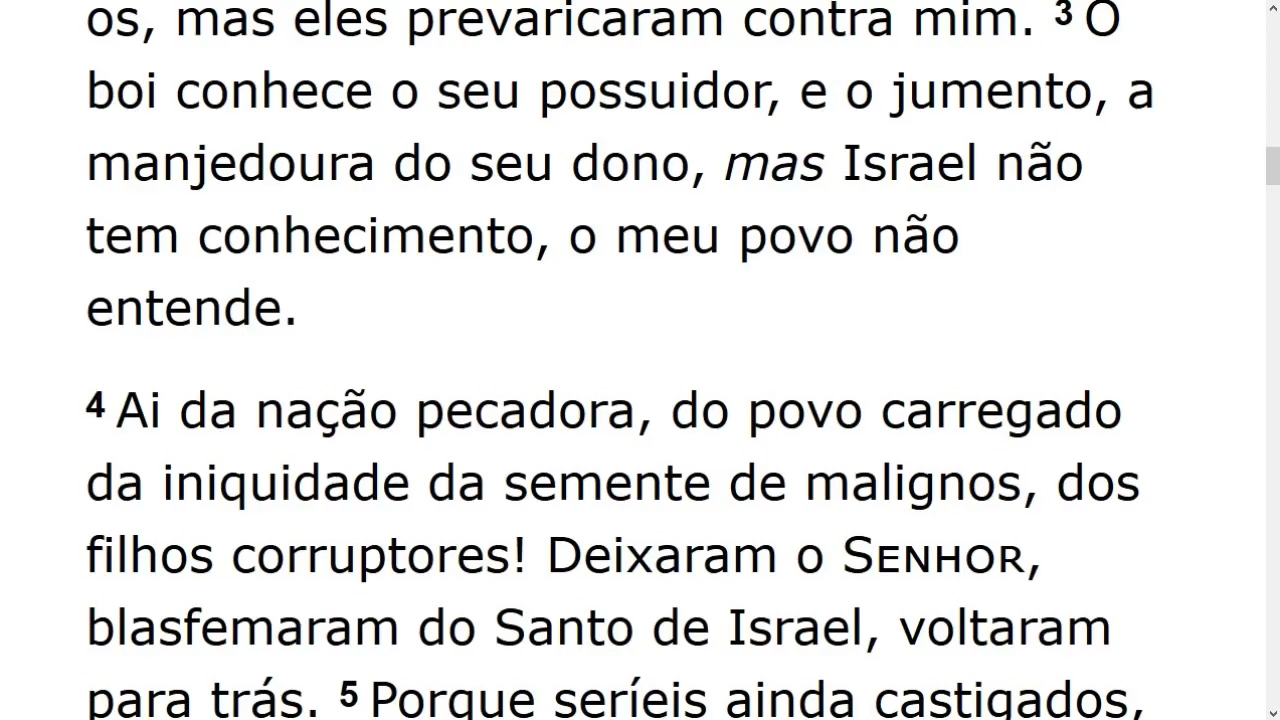 os, mas eles prevaricaram contra mim. 3 O
boi conhece o seu possuidor, e o jumento, a
manjedoura do seu dono, mas Israel não
tem conhecimento, o meu povo não
entende.
4 Ai da nação pecadora, do povo carregado
da iniquidade da semente de malignos, dos
filhos corruptores! Deixaram o SENHOR,
blasfemaram do Santo de Israel, voltaram
para trás. 5 Porque seríeis ainda castigados,